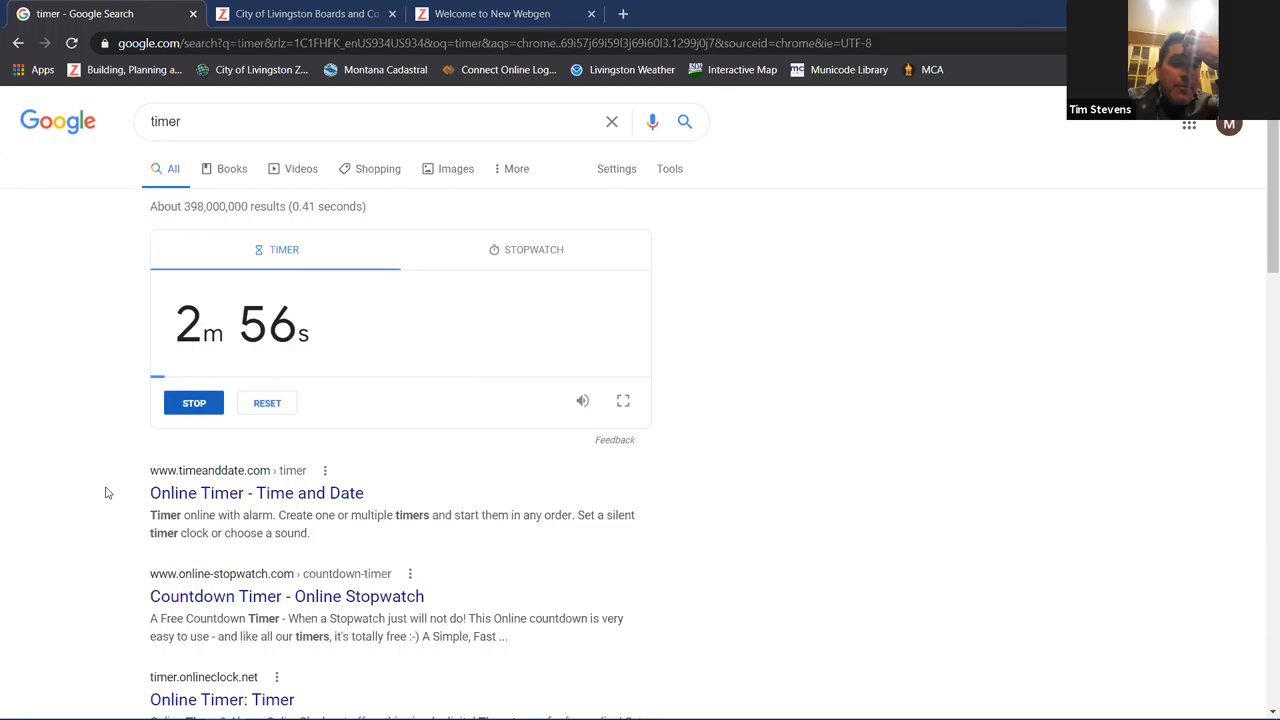 timer - Google Search
City of Livingston Boards and Co
Welcome to New Webgen
google.com/search?q=timer&rlz=1C1FHFK_enUS934US934&oq=timer&aqs=chrome..69i57j69i59l3j69i60l3.1299j0j7&sourceid=chrome&ie=UTF-8
Apps
Building, Planning a...
City of Livingston Z...
Montana Cadastral
Connect Online Log...
Livingston Weather
Interactive Map
Municode Library
MCA
Tim Stevens
Google
timer
M
All
Books
Videos
Shopping
Images
More
Settings
Tools
About 398,000,000 results (0.41 seconds)
TIMER
STOPWATCH
2m 56s
STOP
RESET
Feedback
www.timeanddate.com › timer
Online Timer - Time and Date
Timer online with alarm. Create one or multiple timers and start them in any order. Set a silent
timer clock or choose a sound.
www.online-stopwatch.com › countdown-timer
Countdown Timer - Online Stopwatch
A Free Countdown Timer - When a Stopwatch just will not do! This Online countdown is very
easy to use - and like all our timers, it's totally free :-) A Simple, Fast ...
timer.onlineclock.net
Online Timer: Timer